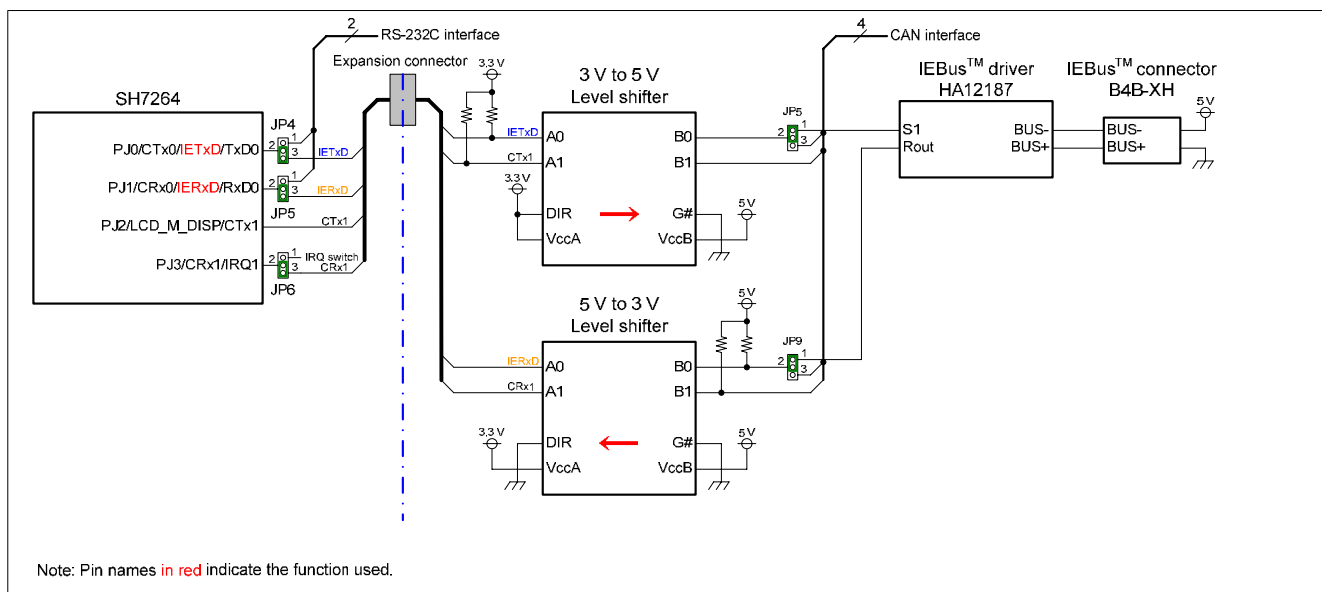 2
RS-232C interface
4
CAN interface
Expansion connector
3.3 V
3 V to 5 V
Level shifter
IEBus™ driver
HA12187
IEBus™ connector
B4B-XH
5 V
SH7264
JP4
1
2
3
PJ0/CTx0/IETxD/TxD0
IETxD
1
2
3
PJ1/CRx0/IERxD/RxD0
IERxD
JP5
PJ2/LCD_M_DISP/CTx1
CTx1
PJ3/CRx1/IRQ1
1
2
3
IRQ switch
CRx1
JP6
IETxD
A0
B0
CTx1
A1
B1
3.3 V
DIR
G#
5 V
VccA
VccB
JP5
1
2
3
S1
BUS-
BUS-
Rout
BUS+
BUS+
5 V to 3 V
Level shifter
5 V
IERxD
A0
B0
CRx1
A1
B1
3.3 V
DIR
G#
5 V
VccA
VccB
JP9
1
2
3
Note: Pin names in red indicate the function used.